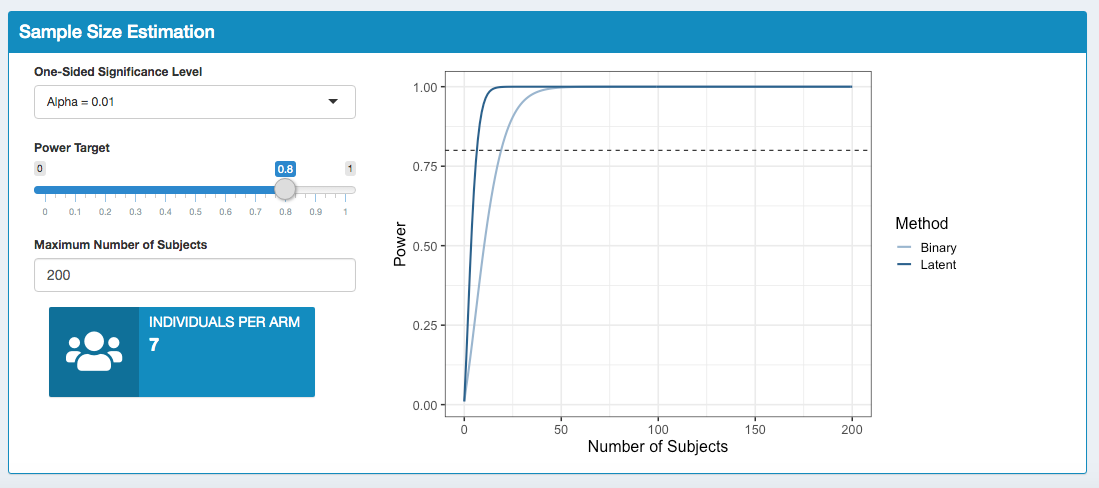 Sample Size Estimation
One-Sided Significance Level
Alpha = 0.01
Power Target
0 0.8 1
0 0.1 0.2 0.3 0.4 0.5 0.6 0.7 0.8 0.9 1
Maximum Number of Subjects
200
INDIVIDUALS PER ARM
7
1.00
0.75
0.50
0.25
0.00
Power
0 50 100 150 200
Number of Subjects
Method
Binary
Latent